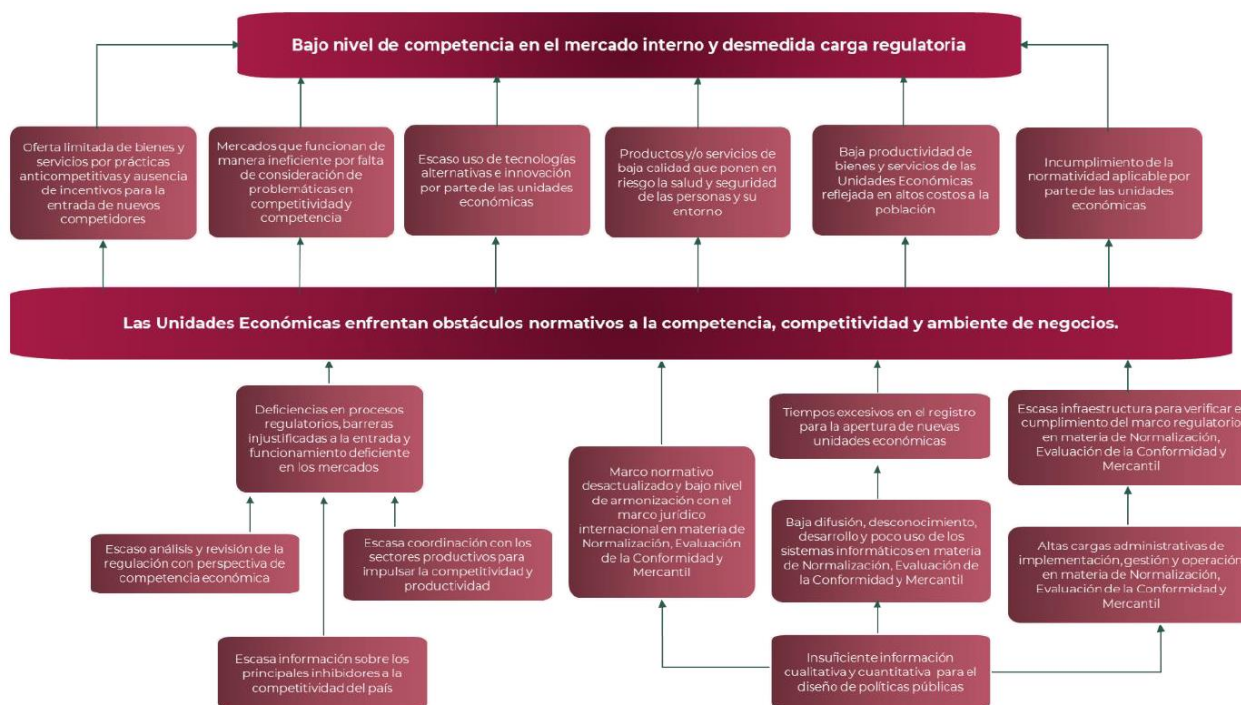 Bajo nivel de competencia en el mercado interno y desmedida carga regulatoria
Oferta limitada de bienes y
servicios por prácticas
anticompetitivas y ausencia
de incentivos para la
entrada de nuevos
competidores
Mercados que funcionan de
manera ineficiente por falta
de consideración de
problemáticas en
competitividad y
competencia
Escaso uso de tecnologías
alternativas e innovación
por parte de las unidades
económicas
Productos y/o servicios de
baja calidad que ponen en
riesgo la salud y seguridad
de las personas y su
entorno
Baja productividad de
bienes y servicios de las
Unidades Económicas
reflejada en altos costos a la
población
Incumplimiento de la
normatividad aplicable por
parte de las unidades
económicas
Las Unidades Económicas enfrentan obstáculos normativos a la competencia, competitividad y ambiente de negocios.
Deficiencias en procesos
regulatorios, barreras
injustificadas a la entrada y
funcionamiento deficiente
en los mercados
Marco normativo
desactualizado y bajo nivel
de armonización con el
marco jurídico
internacional en materia de
Normalización, Evaluación
de la Conformidad y
Mercantil
Tiempos excesivos en el registro
para la apertura de nuevas
unidades económicas
Escasa infraestructura para verificar e
cumplimiento del marco regulatorio
en materia de Normalización,
Evaluación de la Conformidad y
Mercantil
Escaso análisis y revisión de la
regulación con perspectiva de
competencia económica
Escasa coordinación con los
sectores productivos para
impulsar la competitividad y
productividad
Baja difusión, desconocimiento,
desarrollo y poco uso de los
sistemas informáticos en materia
de Normalización, Evaluación de
la Conformidad y Mercantil
Altas cargas administrativas de
implementación, gestión y operación
en materia de Normalización,
Evaluación de la Conformidad y
Mercantil
Escasa información sobre los
principales inhibidores a la
competitividad del país
Insuficiente información
cualitativa y cuantitativa para el
diseño de políticas públicas